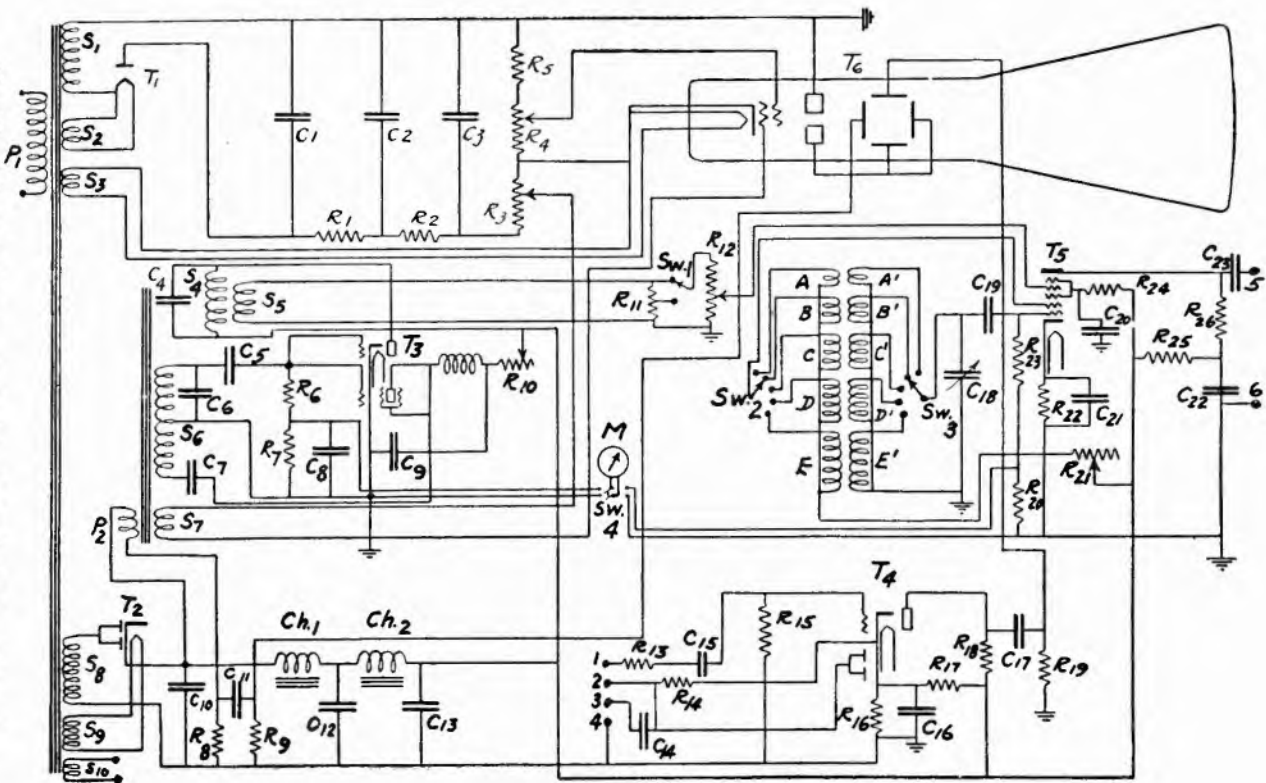 S1
T1
S2
P1
S3
C1
C2
C3
R5
R4
R3
R1
R2
T6
C4
S4
S5
Sw.1
R12
R11
A
A'
B
B'
C
C'
D
D'
E
E'
Sw.
2
Sw.
3
C18
C19
T5
R24
C23
5
C20
R26
R25
R23
R22
C21
C22
6
R21
R20
C5
T3
C6
R6
R10
S6
R7
C8
C9
C7
M
Sw.
4
P2
S7
T2
Ch.1
Ch.2
S8
C10
C11
C12
C13
R8
R9
S9
S10
1
2
3
4
R13
C15
R15
T4
R14
C14
R16
C16
R17
R18
C17
R19